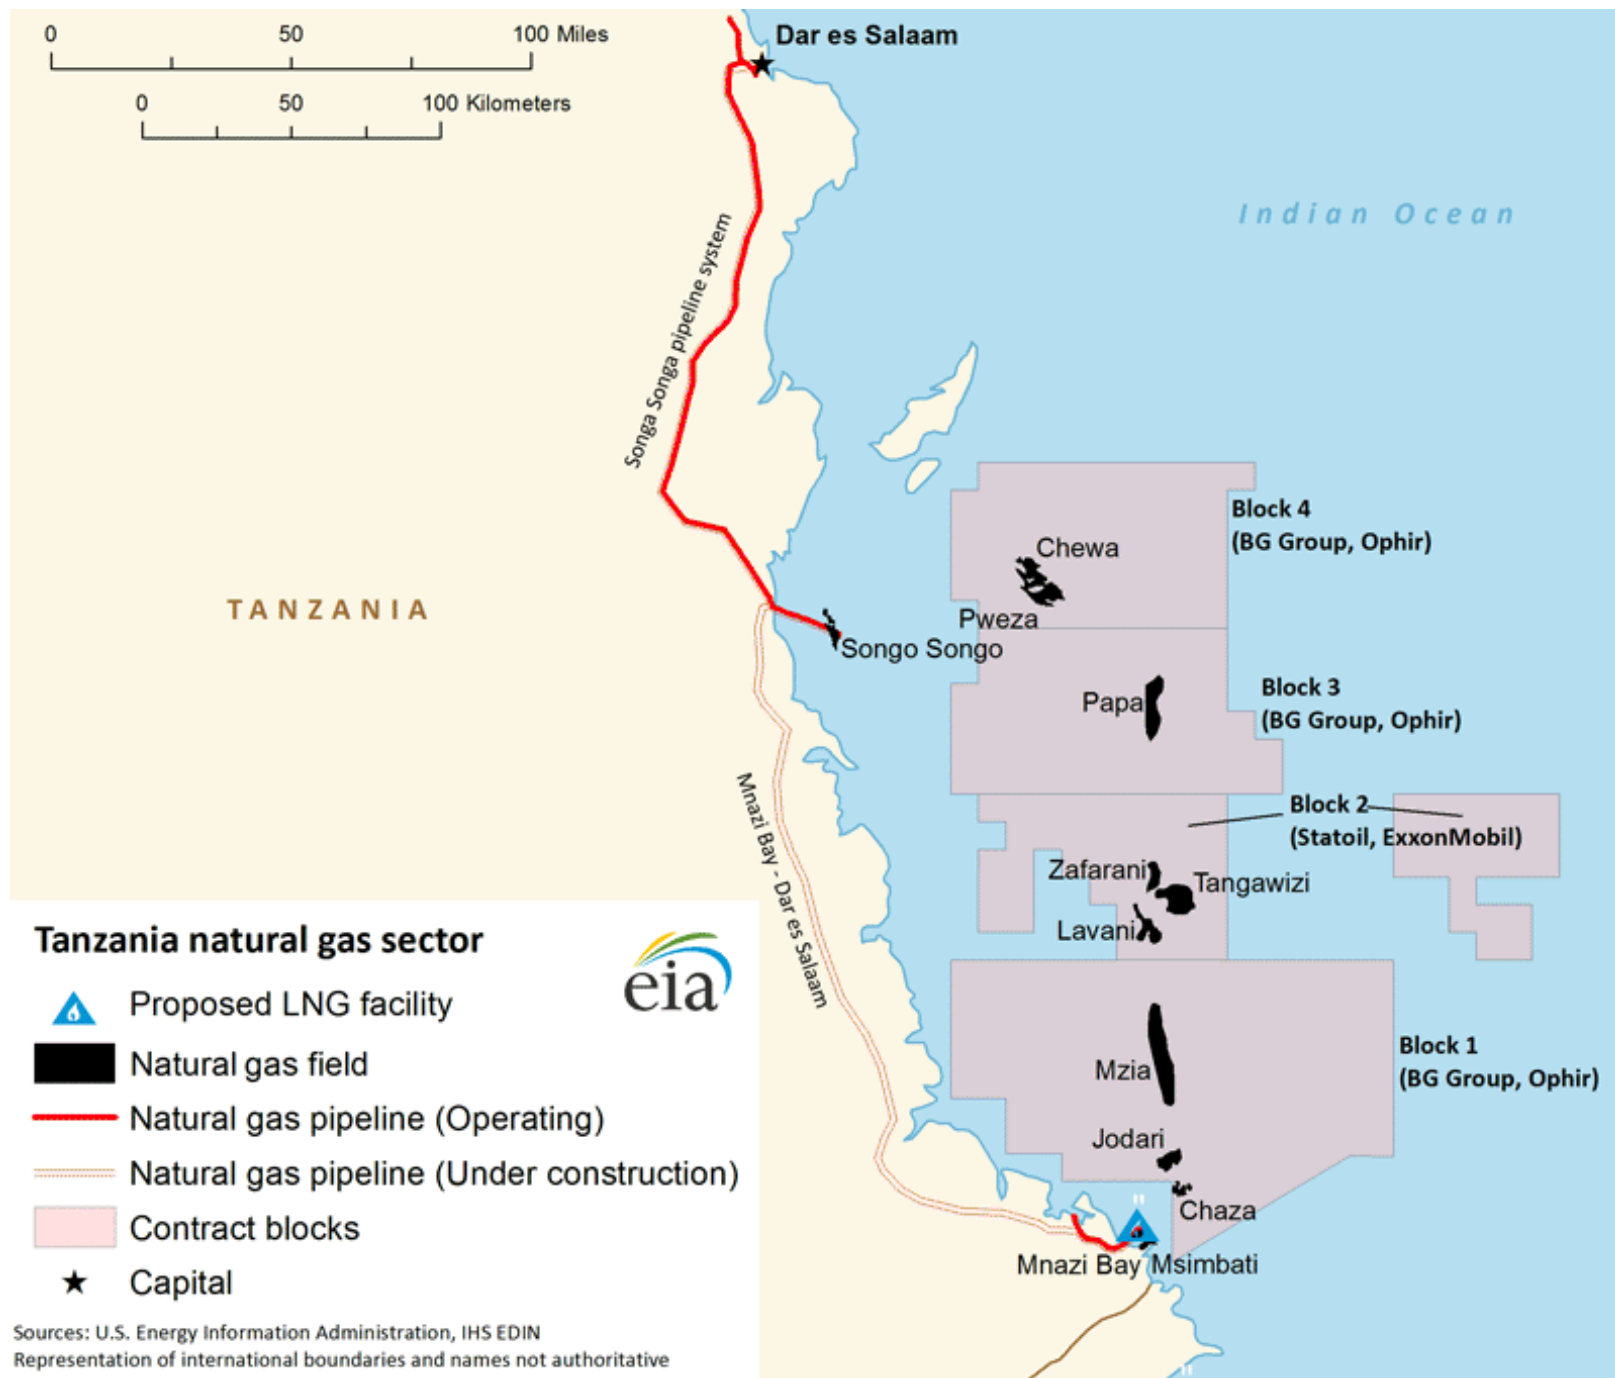 0 50 100 Miles
0 50 100 Kilometers
Dar es Salaam
Indian Ocean
Songa Songa pipeline system
TANZANIA
Songo Songo
Block 4
(BG Group, Ophir)
Chewa
Pweza
Block 3
(BG Group, Ophir)
Papa
Block 2
(Statoil, ExxonMobil)
Zafarani
Tangawizi
Lavani
Mnazi Bay - Dar es Salaam
Block 1
(BG Group, Ophir)
Mzia
Jodari
Chaza
Mnazi Bay
Msimbati
Tanzania natural gas sector
eia
Proposed LNG facility
Natural gas field
Natural gas pipeline (Operating)
Natural gas pipeline (Under construction)
Contract blocks
Capital
Sources: U.S. Energy Information Administration, IHS EDIN
Representation of international boundaries and names not authoritative